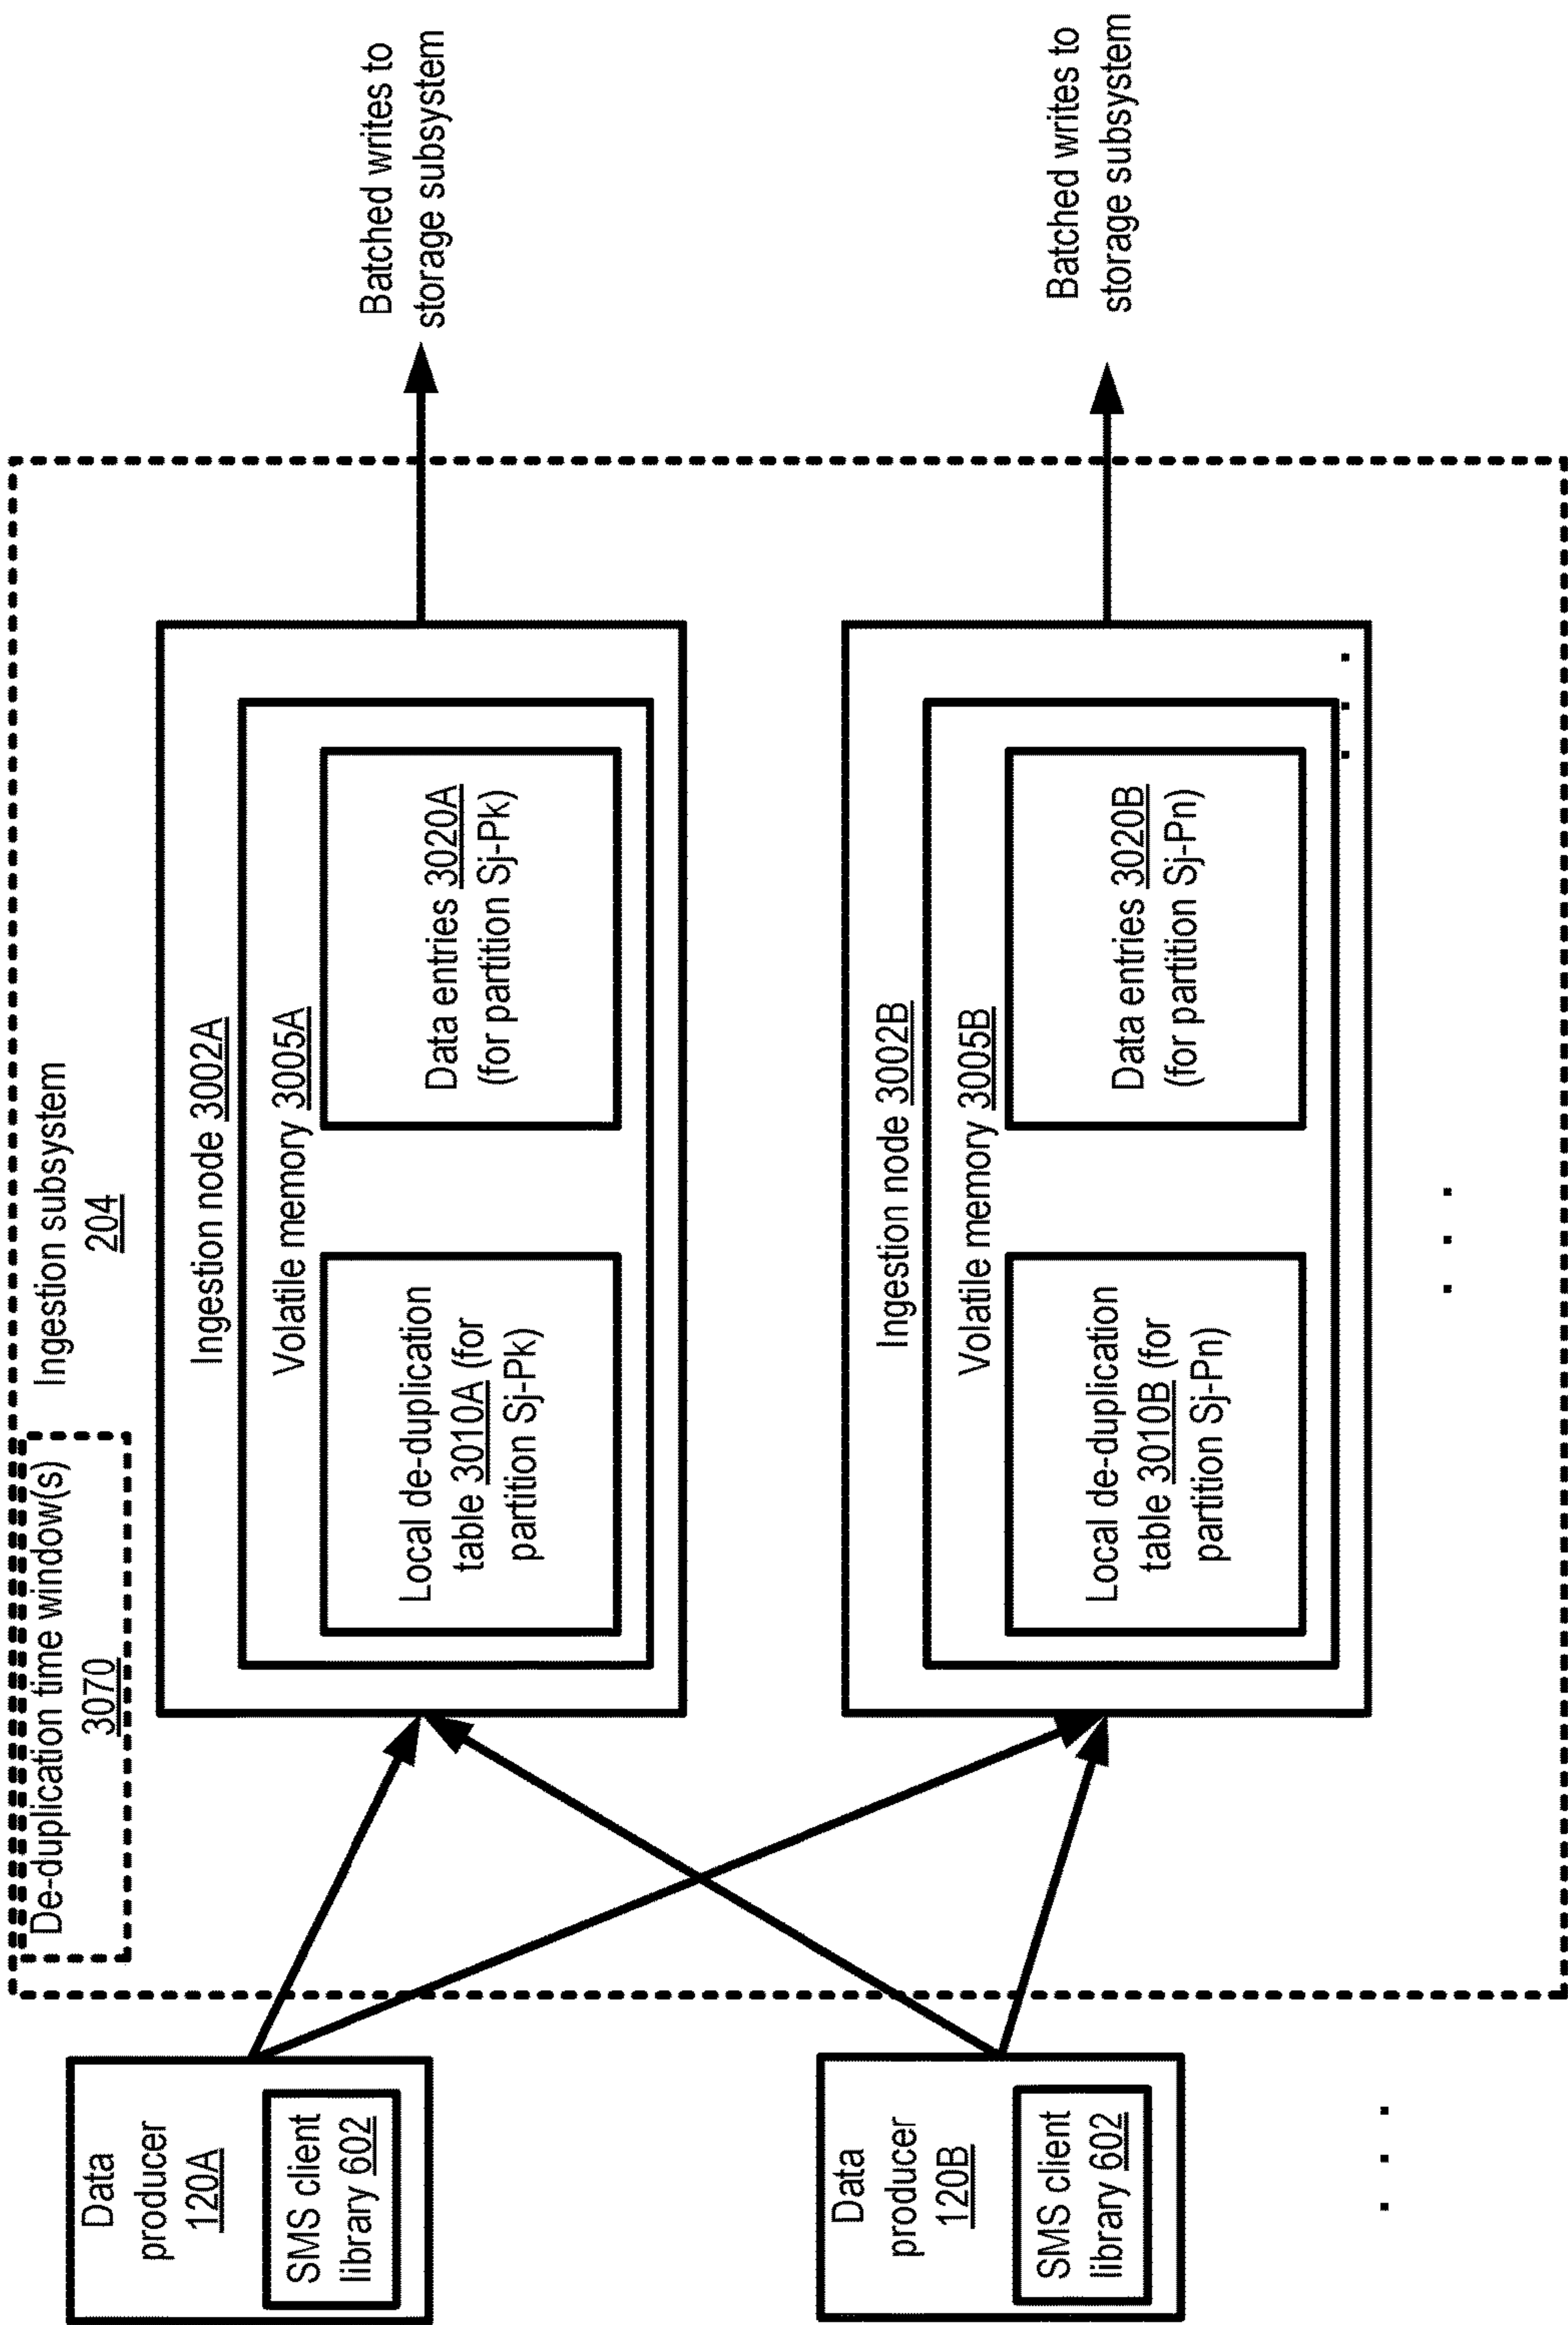 Data
producer
120A
SMS client
library 602
Data
producer
120B
SMS client
library 602
. . .
De-duplication time window(s)
3070
Ingestion subsystem
204
Ingestion node 3002A
Volatile memory 3005A
Local de-duplication
table 3010A (for
partition Sj-Pk)
Data entries 3020A
(for partition Sj-Pk)
Ingestion node 3002B
Volatile memory 3005B
Local de-duplication
table 3010B (for
partition Sj-Pn)
Data entries 3020B
(for partition Sj-Pn)
. . .
. . .
Batched writes to
storage subsystem
Batched writes to
storage subsystem